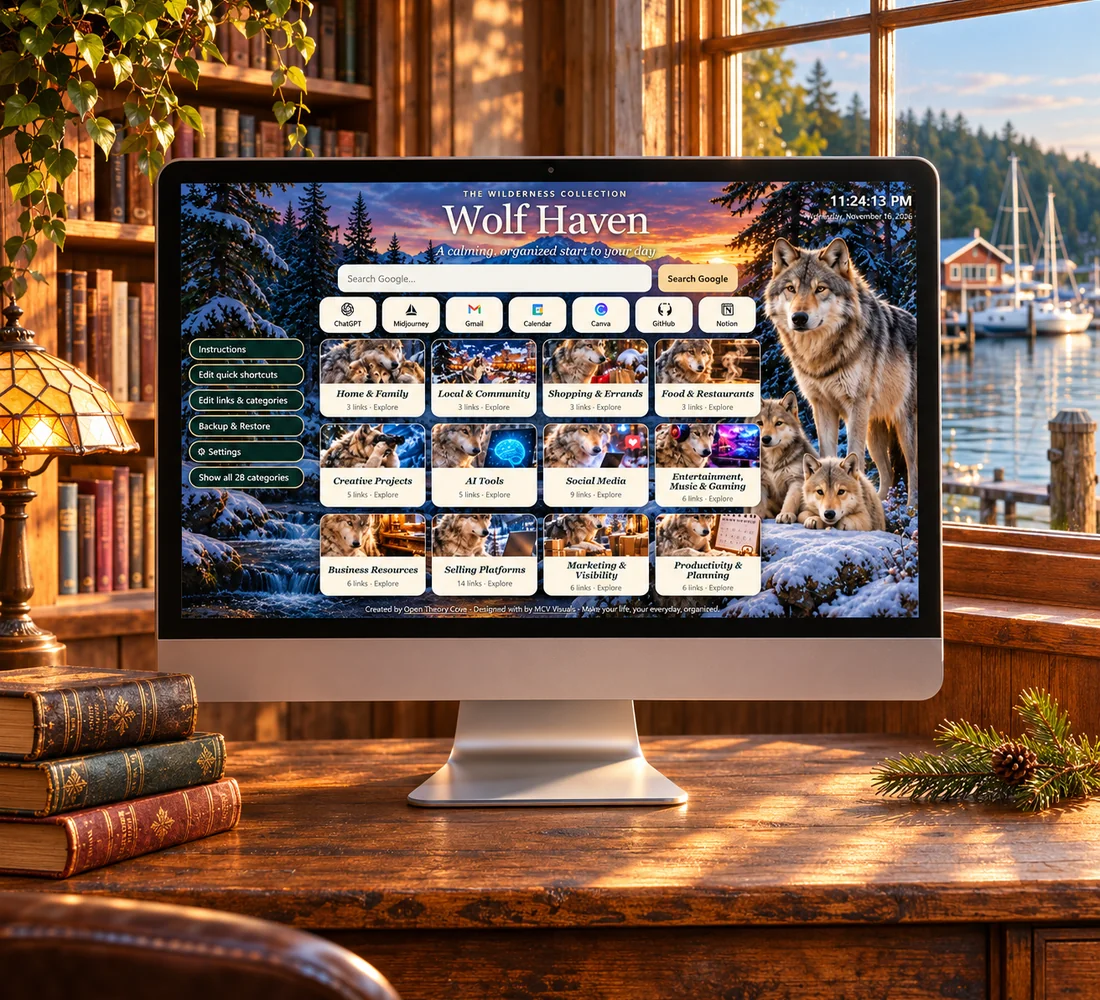 THE WILDERNESS COLLECTION
Wolf Haven
A calming, organized start to your day
11:24:13 PM
Wednesday, November 16, 2026
Search Google...
Search Google
ChatGPT
Midjourney
Gmail
Calendar
Canva
GitHub
Notion
Instructions
Edit quick shortcuts
Edit links & categories
Backup & Restore
⚙ Settings
Show all 28 categories
Home & Family
3 links - Explore
Local & Community
3 links - Explore
Shopping & Errands
3 links - Explore
Food & Restaurants
3 links - Explore
Creative Projects
5 links - Explore
AI Tools
5 links - Explore
Social Media
9 links - Explore
Entertainment,
Music & Gaming
6 links - Explore
Business Resources
6 links - Explore
Selling Platforms
14 links - Explore
Marketing &
Visibility
6 links - Explore
Productivity &
Planning
6 links - Explore
Created by Open Theory Cove - Designed with by MCV Visuals - Make your life, your everyday, organized.